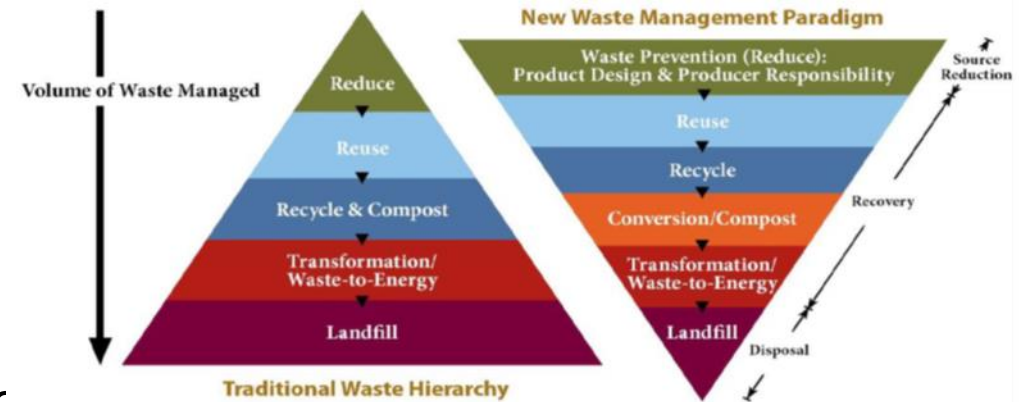 New Waste Management Paradigm
Volume of Waste Managed
Reduce
Reuse
Recycle & Compost
Transformation/
Waste-to-Energy
Landfill
Traditional Waste Hierarchy
Waste Prevention (Reduce):
Product Design & Producer Responsibility
Reuse
Recycle
Conversion/Compost
Transformation/
Waste-to-Energy
Landfill
Source
Reduction
Recovery
Disposal